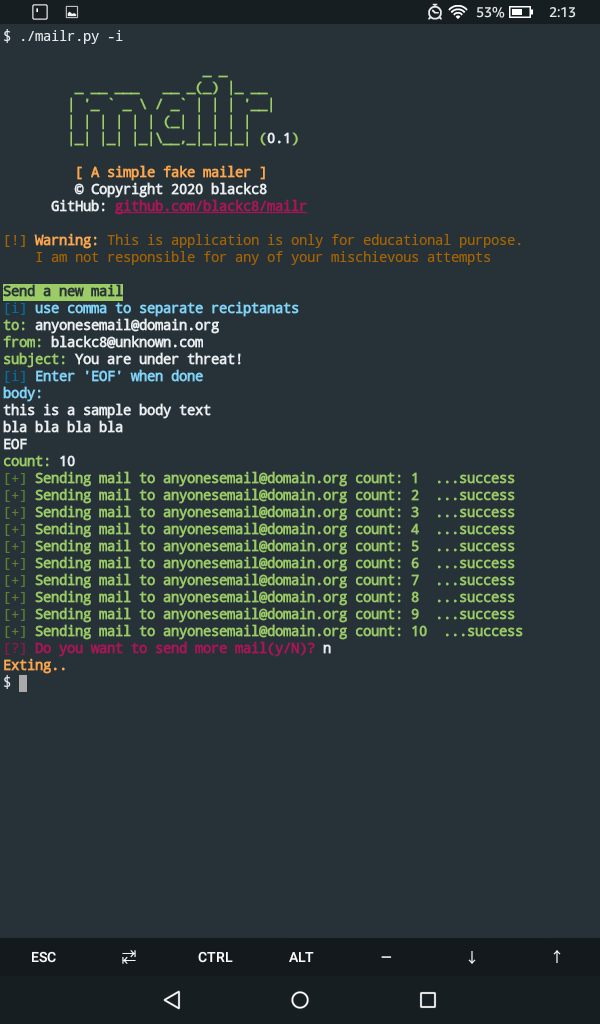 53% 2:13
$ ./mailr.py -i
mailr (0.1)
[ A simple fake mailer ]
© Copyright 2020 blackc8
GitHub: github.com/blackc8/mailr
[!] Warning: This is application is only for educational purpose.
I am not responsible for any of your mischievous attempts
Send a new mail
[i] use comma to separate reciptanats
to: anyonesemail@domain.org
from: blackc8@unknown.com
subject: You are under threat!
[i] Enter 'EOF' when done
body:
this is a sample body text
bla bla bla bla
EOF
count: 10
[+] Sending mail to anyonesemail@domain.org count: 1 ...success
[+] Sending mail to anyonesemail@domain.org count: 2 ...success
[+] Sending mail to anyonesemail@domain.org count: 3 ...success
[+] Sending mail to anyonesemail@domain.org count: 4 ...success
[+] Sending mail to anyonesemail@domain.org count: 5 ...success
[+] Sending mail to anyonesemail@domain.org count: 6 ...success
[+] Sending mail to anyonesemail@domain.org count: 7 ...success
[+] Sending mail to anyonesemail@domain.org count: 8 ...success
[+] Sending mail to anyonesemail@domain.org count: 9 ...success
[+] Sending mail to anyonesemail@domain.org count: 10 ...success
[?] Do you want to send more mail(y/N)? n
Exting..
$
ESC ⇄ CTRL ALT − ↓ ↑